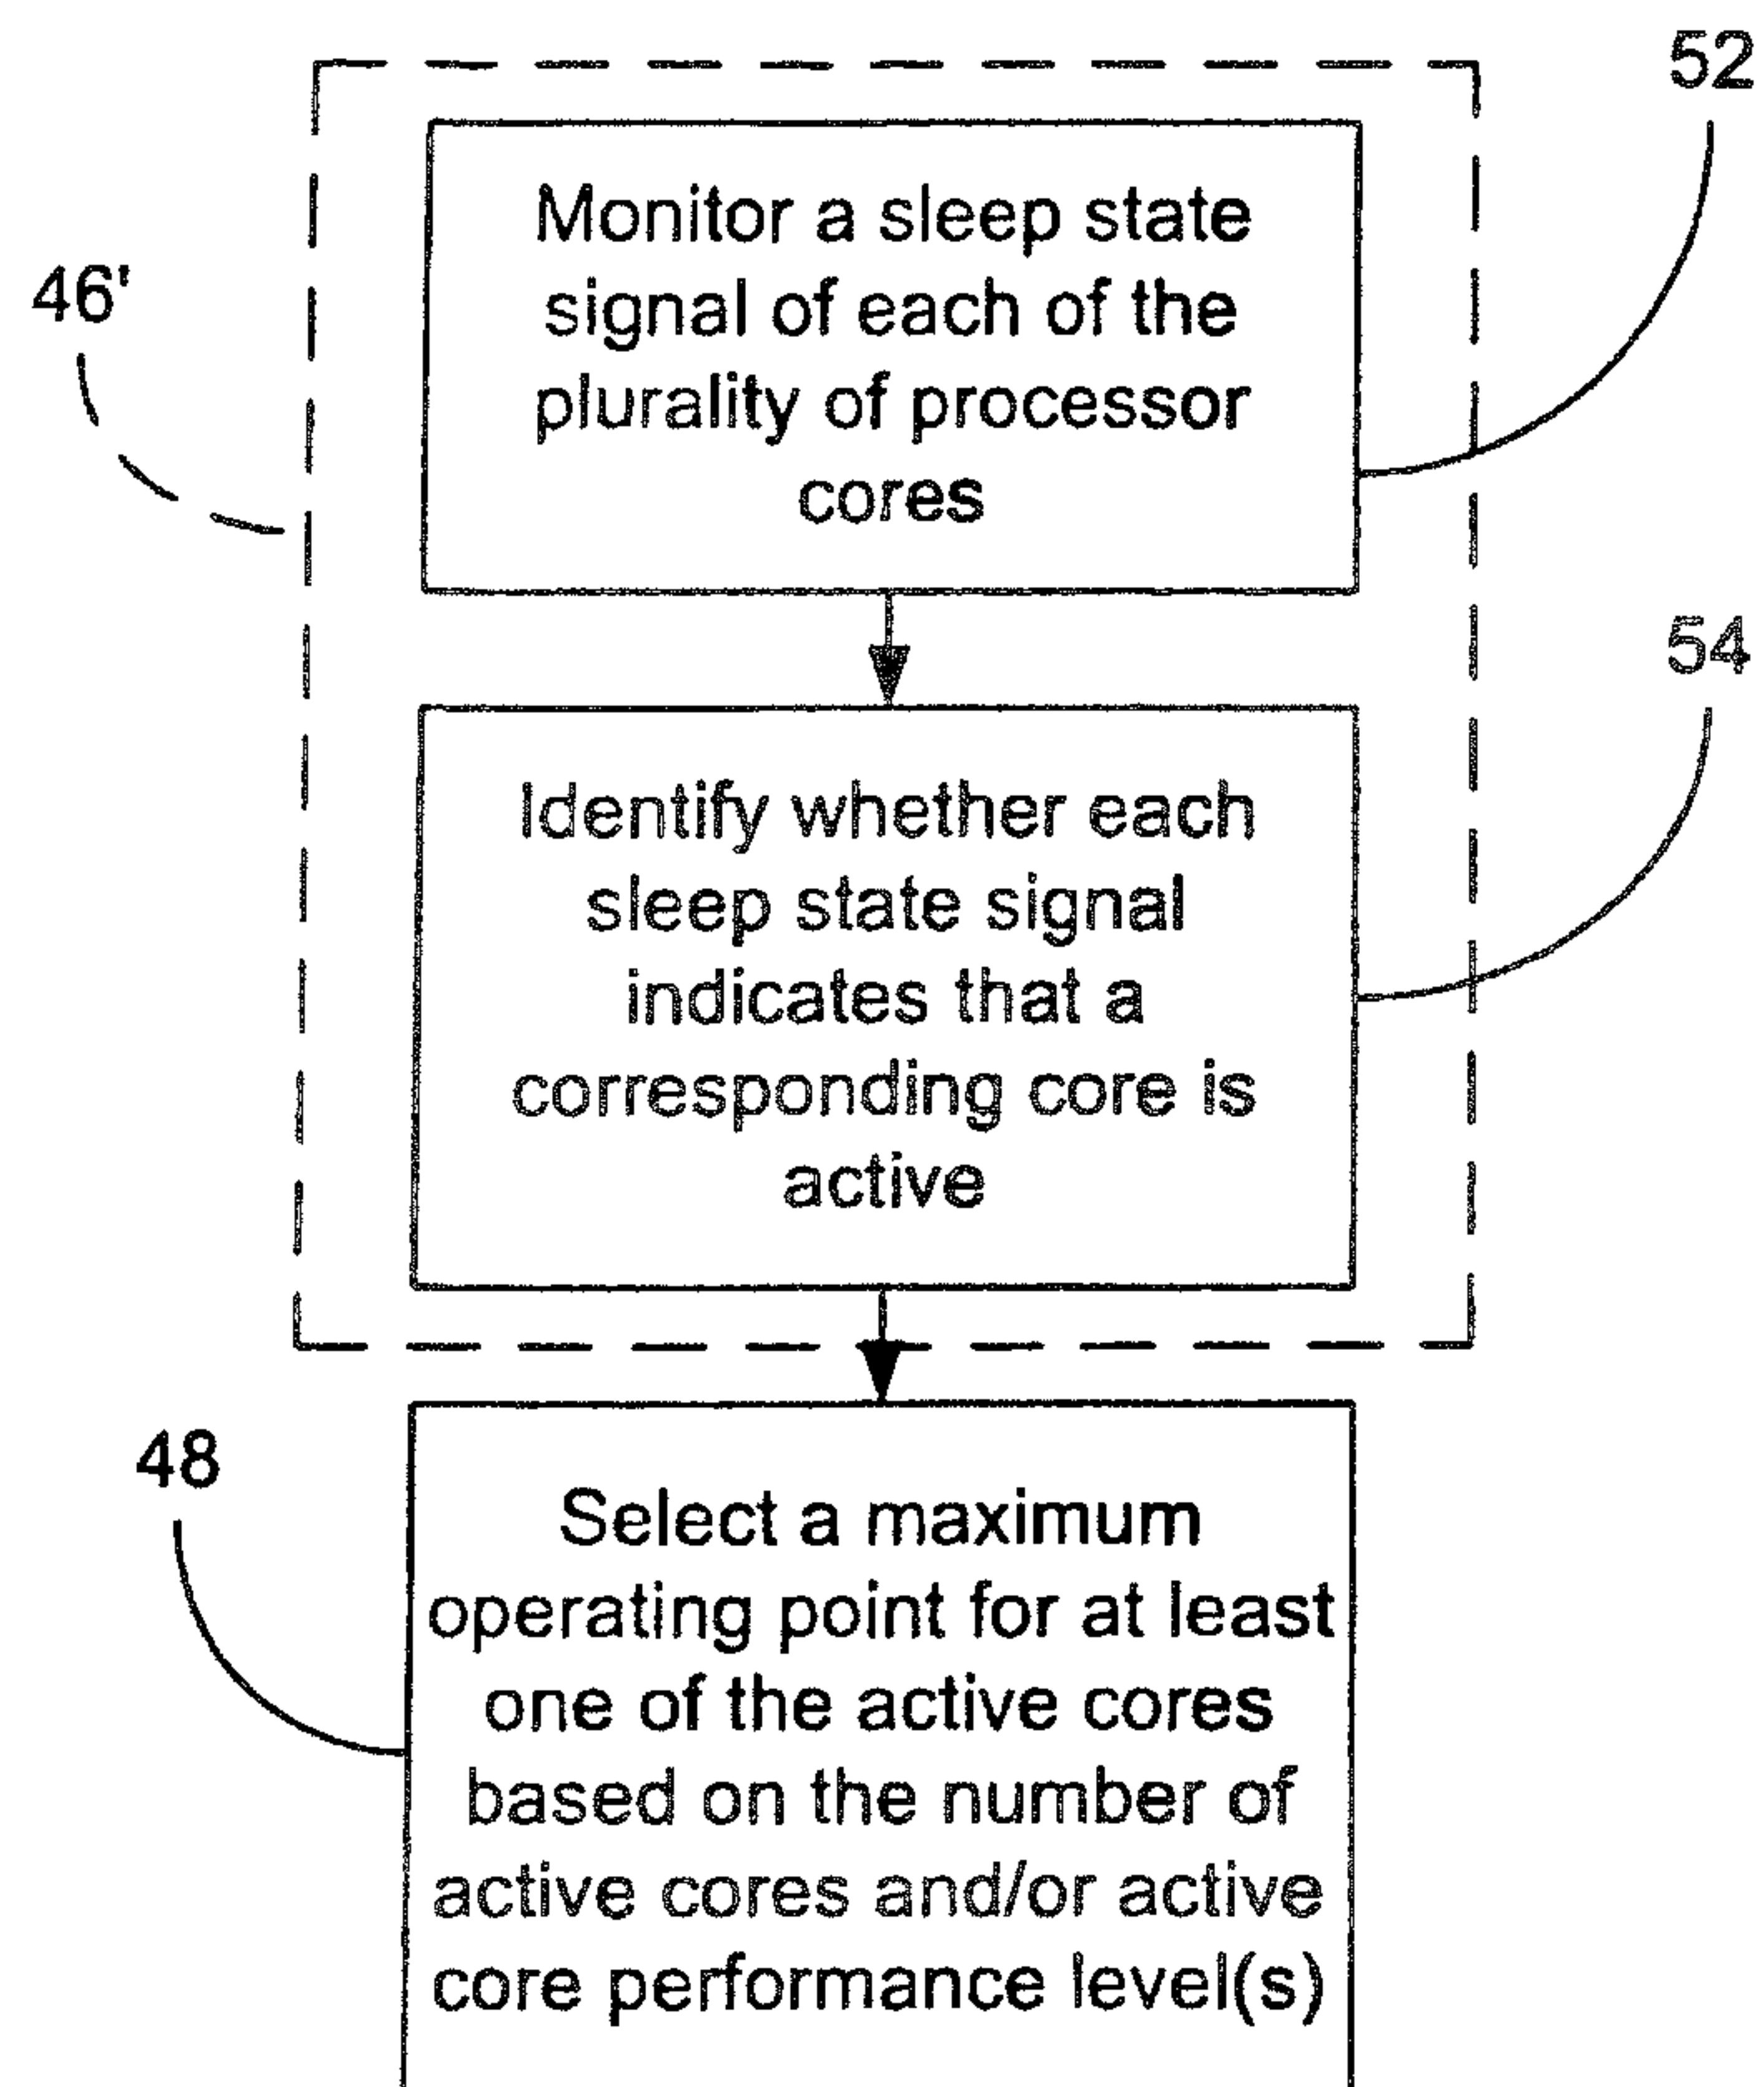 52
Monitor a sleep state
signal of each of the
plurality of processor
cores
46'
54
Identify whether each
sleep state signal
indicates that a
corresponding core is
active
48
Select a maximum
operating point for at least
one of the active cores
based on the number of
active cores and/or active
core performance level(s)